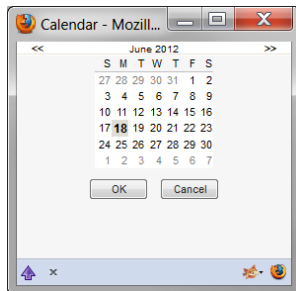 Calendar - Mozill...
<< June 2012 >>
S M T W T F S
27 28 29 30 31 1 2
3 4 5 6 7 8 9
10 11 12 13 14 15 16
17 18 19 20 21 22 23
24 25 26 27 28 29 30
1 2 3 4 5 6 7
OK Cancel
×